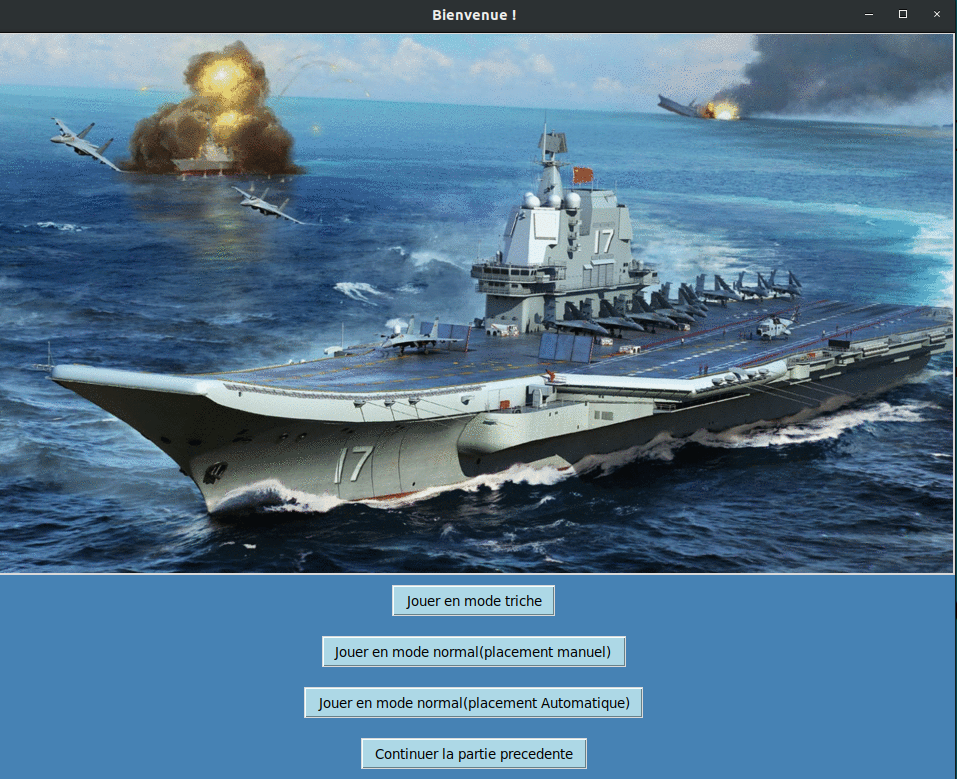 Bienvenue !
17
17
Jouer en mode triche
Jouer en mode normal(placement manuel)
Jouer en mode normal(placement Automatique)
Continuer la partie precedente